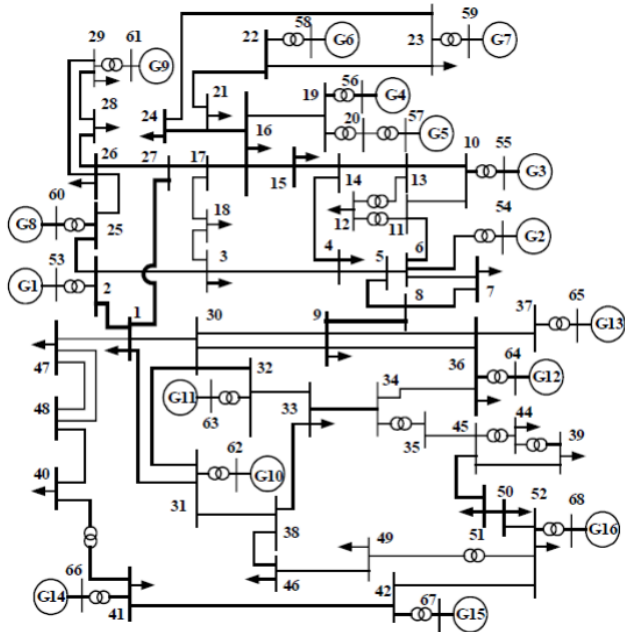 29 61 G9
22 58 G6
23 59 G7
28
24 21
16
19 56 G4
20 57 G5
26 27 17
15 14 13
10 55 G3
60 G8 25
18
12 11
54 G2
53 G1 2
3 4 5 6
7
1 30 9 8
37 65 G13
47
32
36 64 G12
48
G11 63 33 34
35 45 44 39
40
62 G10
31
38
50 52 68 G16
51
49
46
66 G14 41
42
67 G15